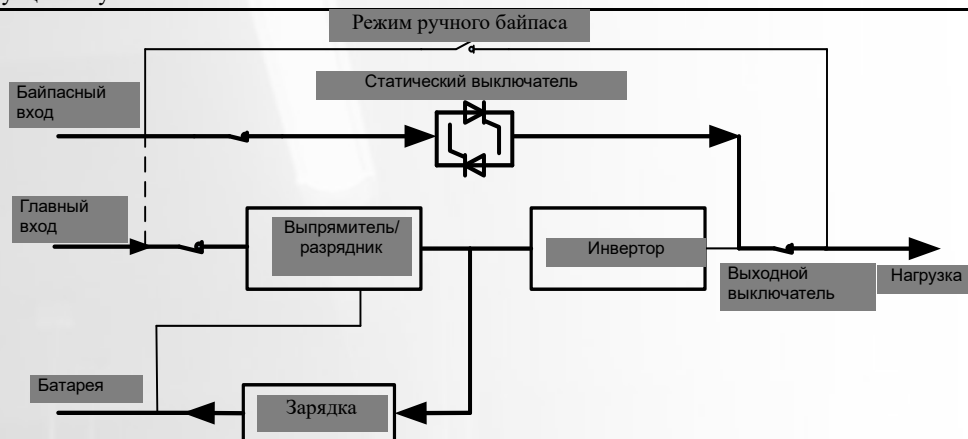 Режим ручного байпаса
Статический выключатель
Байпасный
вход
Главный
вход
Выпрямитель/
разрядник
Инвертор
Выходной
выключатель
Нагрузка
Батарея
Зарядка